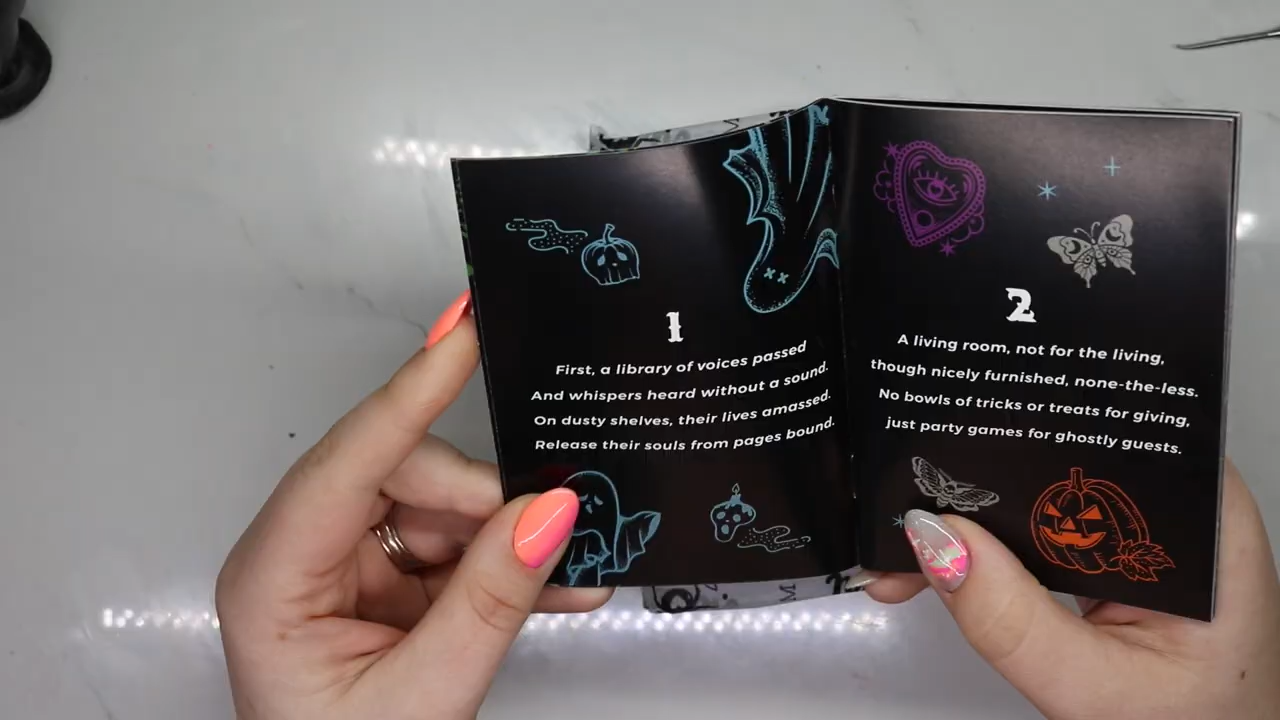 1
First, a library of voices passed
And whispers heard without a sound.
On dusty shelves, their lives amassed.
Release their souls from pages bound.
2
A living room, not for the living,
though nicely furnished, none-the-less.
No bowls of tricks or treats for giving,
just party games for ghostly guests.